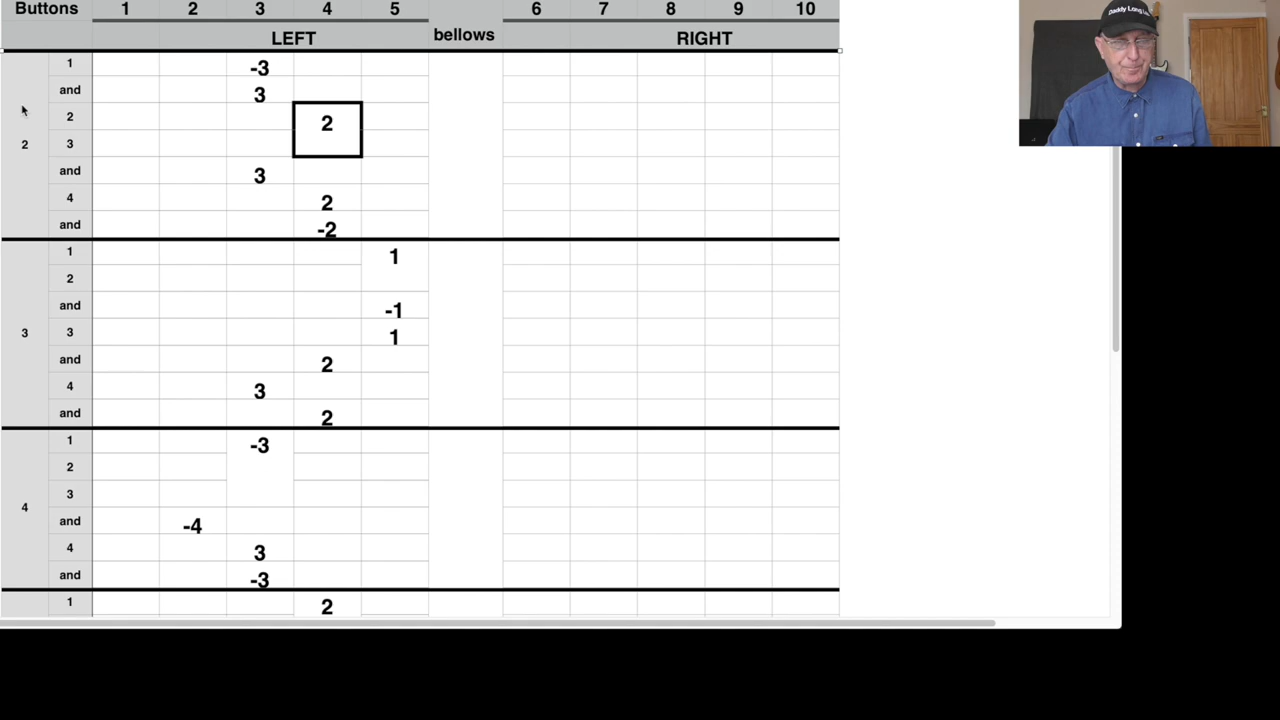 Buttons 1 2 3 4 5 6 7 8 9 10
LEFT bellows RIGHT
1 -3
and 3
2 2
2
3
and 3
4 2
and -2
1 1
2
and -1
3 3 1
and 2
4 3
and 2
1 -3
2
3
4
and -4
4 3
and -3
1 2